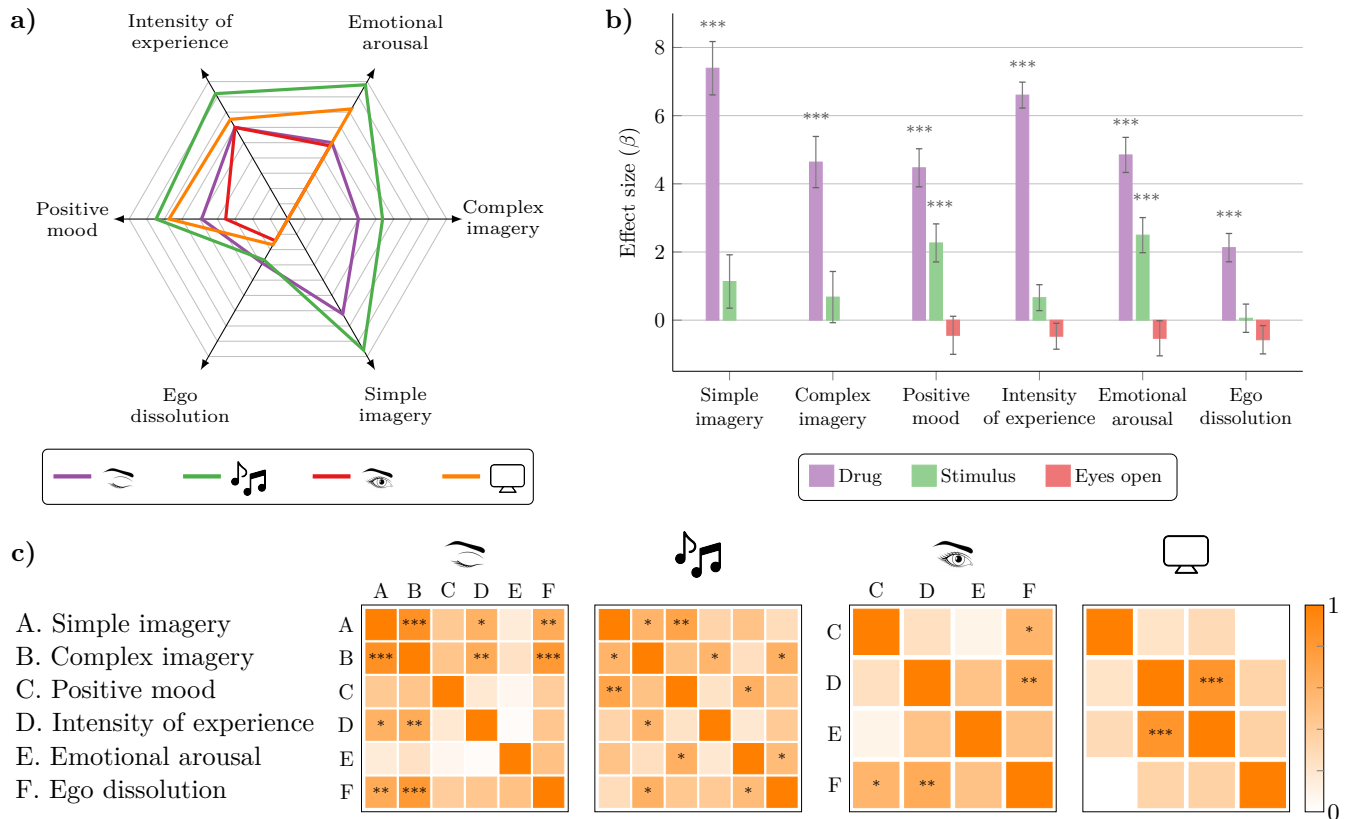 a)
Intensity of
experience
Emotional
arousal
Positive
mood
Complex
imagery
Ego
dissolution
Simple
imagery
b)
Effect size (β)
8
6
4
2
0
***
***
***
***
***
***
***
***
Simple
imagery
Complex
imagery
Positive
mood
Intensity
of experience
Emotional
arousal
Ego
dissolution
Drug
Stimulus
Eyes open
c)
A. Simple imagery
B. Complex imagery
C. Positive mood
D. Intensity of experience
E. Emotional arousal
F. Ego dissolution
A B C D E F
A *** * **
B *** ** ***
C
D * **
E
F ** ***
* **
* * *
** *
*
* *
* *
C D E F
C *
D **
E
F * **
***
***
1
0